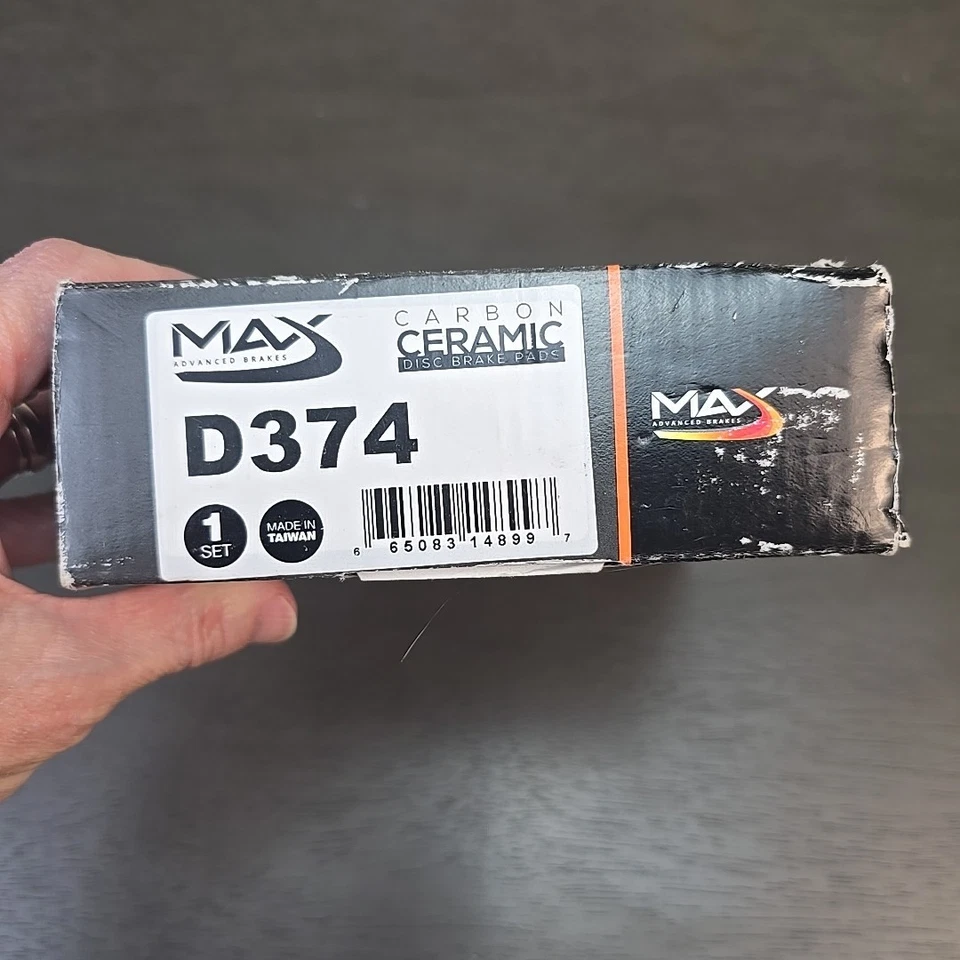 MAX
ADVANCED BRAKES
CARBON
CERAMIC
DISC BRAKE PADS
D374
1
SET
MADE IN
TAIWAN
6 65083 14899 7
MAX
ADVANCED BRAKES